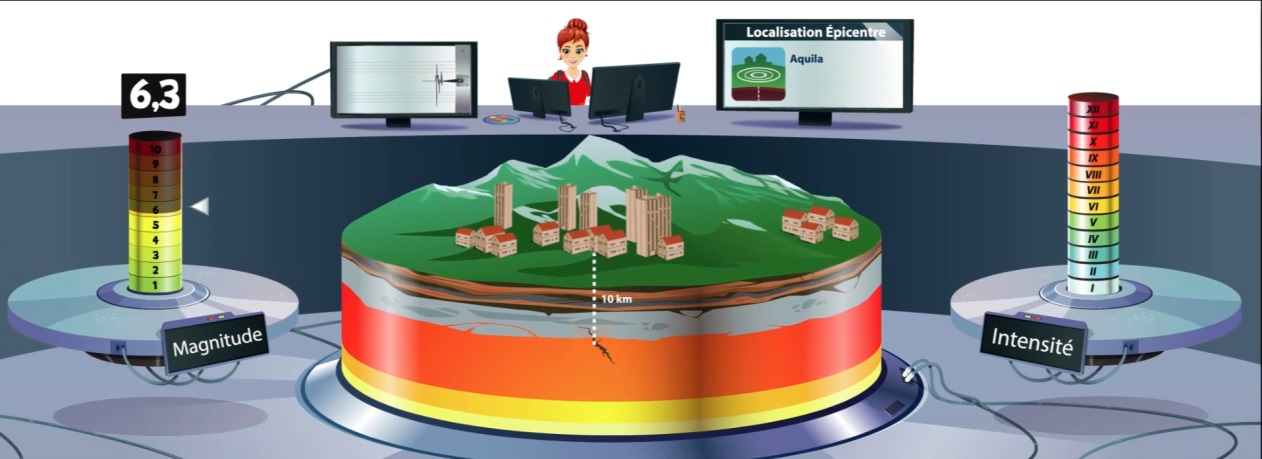 Localisation Épicentre
Aquila
6,3
10
9
8
7
6
5
4
3
2
1
Magnitude
10 km
XII
XI
X
IX
VIII
VII
VI
V
IV
III
II
I
Intensité